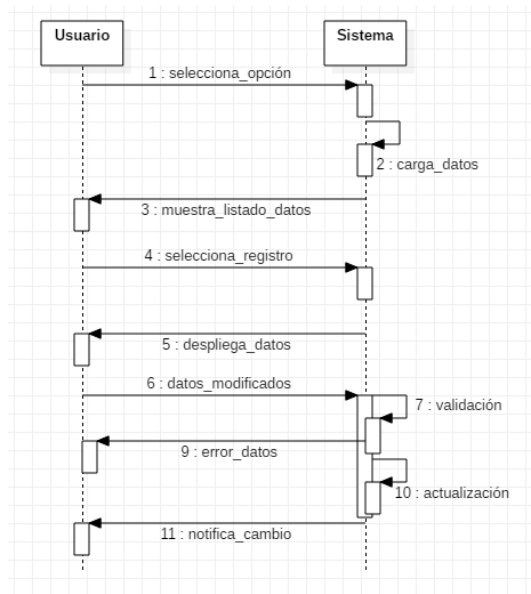 Usuario
Sistema
1 : selecciona_opción
2 : carga_datos
3 : muestra_listado_datos
4 : selecciona_registro
5 : despliega_datos
6 : datos_modificados
7 : validación
9 : error_datos
10 : actualización
11 : notifica_cambio